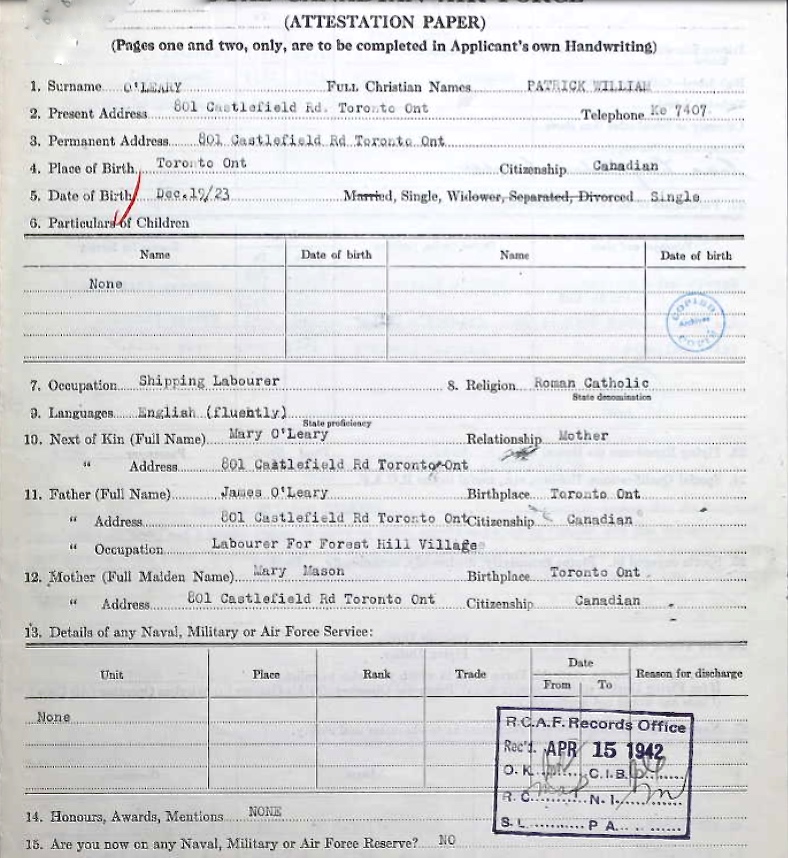 (ATTESTATION PAPER)
(Pages one and two, only, are to be completed in Applicant's own Handwriting)
1. Surname O'LEARY Full Christian Names PATRICK WILLIAM
2. Present Address 801 Castlefield Rd. Toronto Ont Telephone Ke 7407
3. Permanent Address 801 Castlefield Rd Toronto Ont
4. Place of Birth Toronto Ont Citizenship Canadian
5. Date of Birth Dec.19/23 Married, Single, Widower, Separated, Divorced Single
6. Particulars of Children
Name Date of birth Name Date of birth
None
COPIED
Archives
COPIE
7. Occupation Shipping Labourer 8. Religion Roman Catholic
State denomination
9. Languages English (fluently)
State proficiency
10. Next of Kin (Full Name) Mary O'Leary Relationship Mother
" Address 801 Castlefield Rd Toronto Ont
11. Father (Full Name) James O'Leary Birthplace Toronto Ont
" Address 801 Castlefield Rd Toronto Ont Citizenship Canadian
" Occupation Labourer For Forest Hill Village
12. Mother (Full Maiden Name) Mary Mason Birthplace Toronto Ont
" Address 801 Castlefield Rd Toronto Ont Citizenship Canadian
13. Details of any Naval, Military or Air Force Service:
Unit Place Rank Trade Date From To Reason for discharge
None
R.C.A.F. Records Office
Rec'd. APR 15 1942
O. K. C.I.B.
R. C. N. I.
S. L. P A.
14. Honours, Awards, Mentions NONE
15. Are you now on any Naval, Military or Air Force Reserve? NO